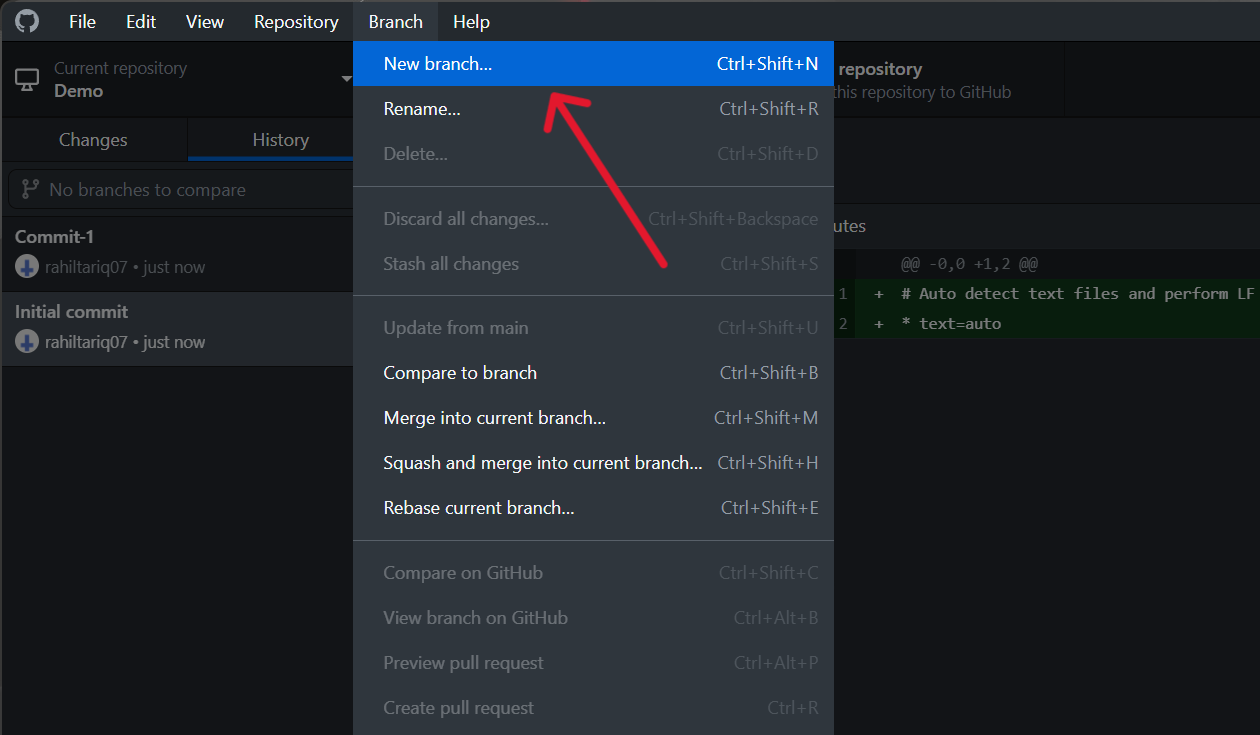 File Edit View Repository Branch Help
Current repository
Demo
Changes History
No branches to compare
Commit-1
rahiltariq07 • just now
Initial commit
rahiltariq07 • just now
New branch... Ctrl+Shift+N
Rename... Ctrl+Shift+R
Delete... Ctrl+Shift+D
Discard all changes... Ctrl+Shift+Backspace
Stash all changes Ctrl+Shift+S
Update from main Ctrl+Shift+U
Compare to branch Ctrl+Shift+B
Merge into current branch... Ctrl+Shift+M
Squash and merge into current branch... Ctrl+Shift+H
Rebase current branch... Ctrl+Shift+E
Compare on GitHub Ctrl+Shift+C
View branch on GitHub Ctrl+Alt+B
Preview pull request Ctrl+Alt+P
Create pull request Ctrl+R
repository
this repository to GitHub
utes
@@ -0,0 +1,2 @@
1 + # Auto detect text files and perform LF
2 + * text=auto